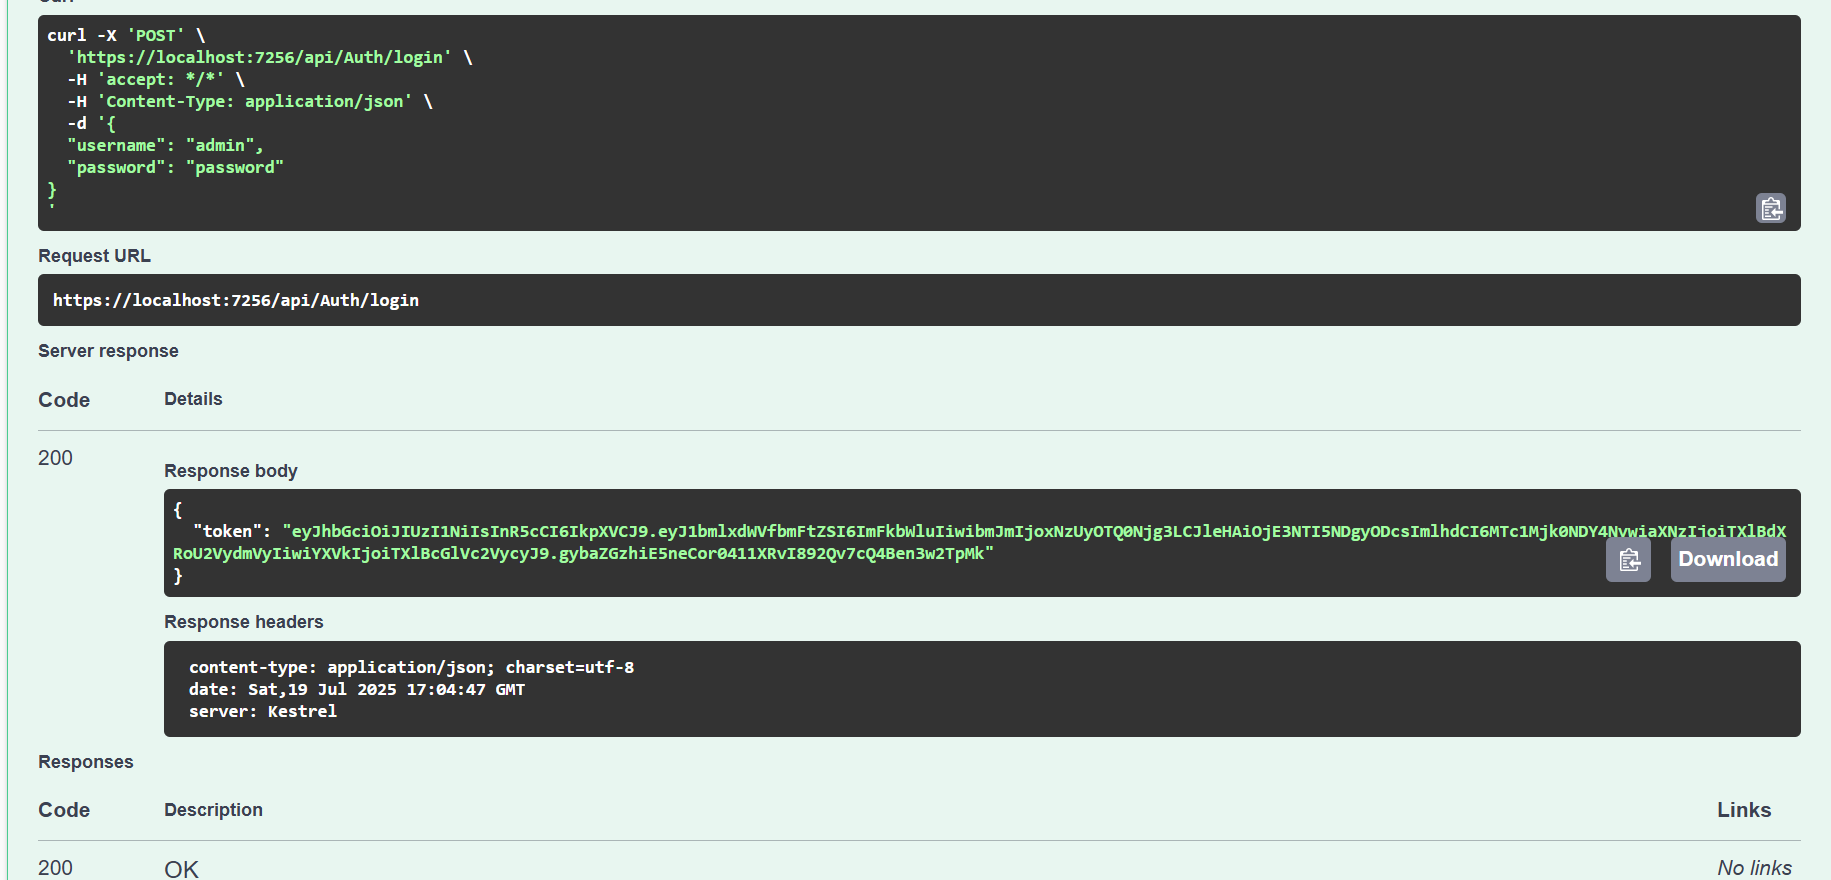 curl -X 'POST' \
'https://localhost:7256/api/Auth/login' \
-H 'accept: */*' \
-H 'Content-Type: application/json' \
-d '{
"username": "admin",
"password": "password"
}
'
Request URL
https://localhost:7256/api/Auth/login
Server response
Code Details
200
Response body
{
"token": "eyJhbGciOiJIUzI1NiIsInR5cCI6IkpXVCJ9.eyJ1bmlxdWVfbmFtZSI6ImFkbWluIiwibmJmIjoxNzUyOTQ0Njg3LCJleHAiOjE3NTI5NDgyODcsImlhdCI6MTc1Mjk0NDY4NywiaXNzIjoiTXlBdX
RoU2VydmVyIiwiYXVkIjoiTXlBcGlVc2VycyJ9.gybaZGzhiE5neCor0411XRvI892Qv7cQ4Ben3w2TpMk"
}
Download
Response headers
content-type: application/json; charset=utf-8
date: Sat,19 Jul 2025 17:04:47 GMT
server: Kestrel
Responses
Code Description Links
200 OK No links